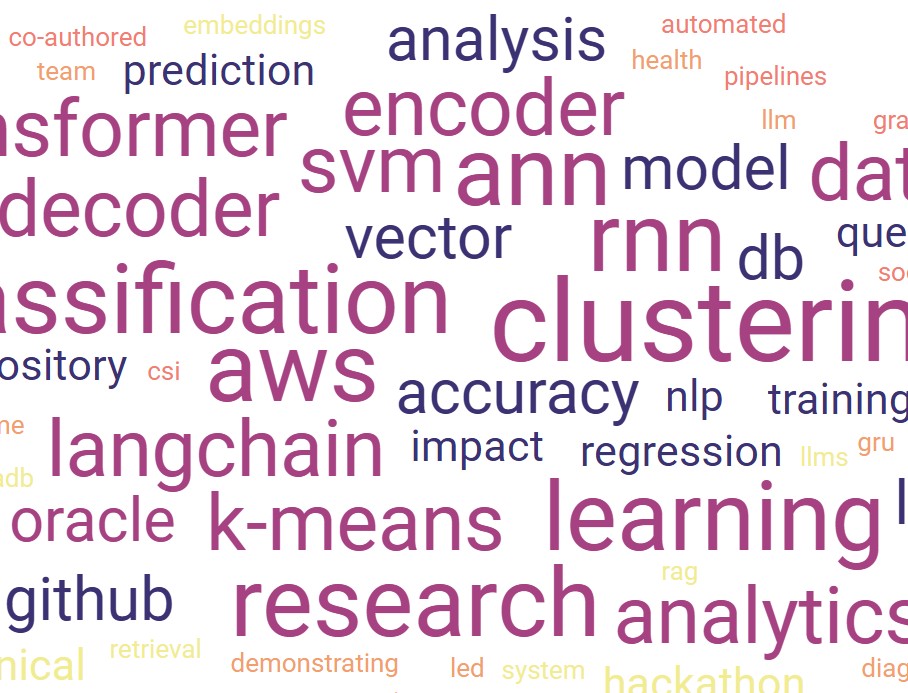 co-authored embeddings analysis automated
team prediction health pipelines
nsformer encoder llm gra
svm ann model dat
decoder vector rnn db que
soc
assification clusterin
ository csi aws accuracy nlp training
me langchain impact regression llms gru
adb
oracle k-means learning l
github research rag analytics
nical retrieval demonstrating led system hackathon diag